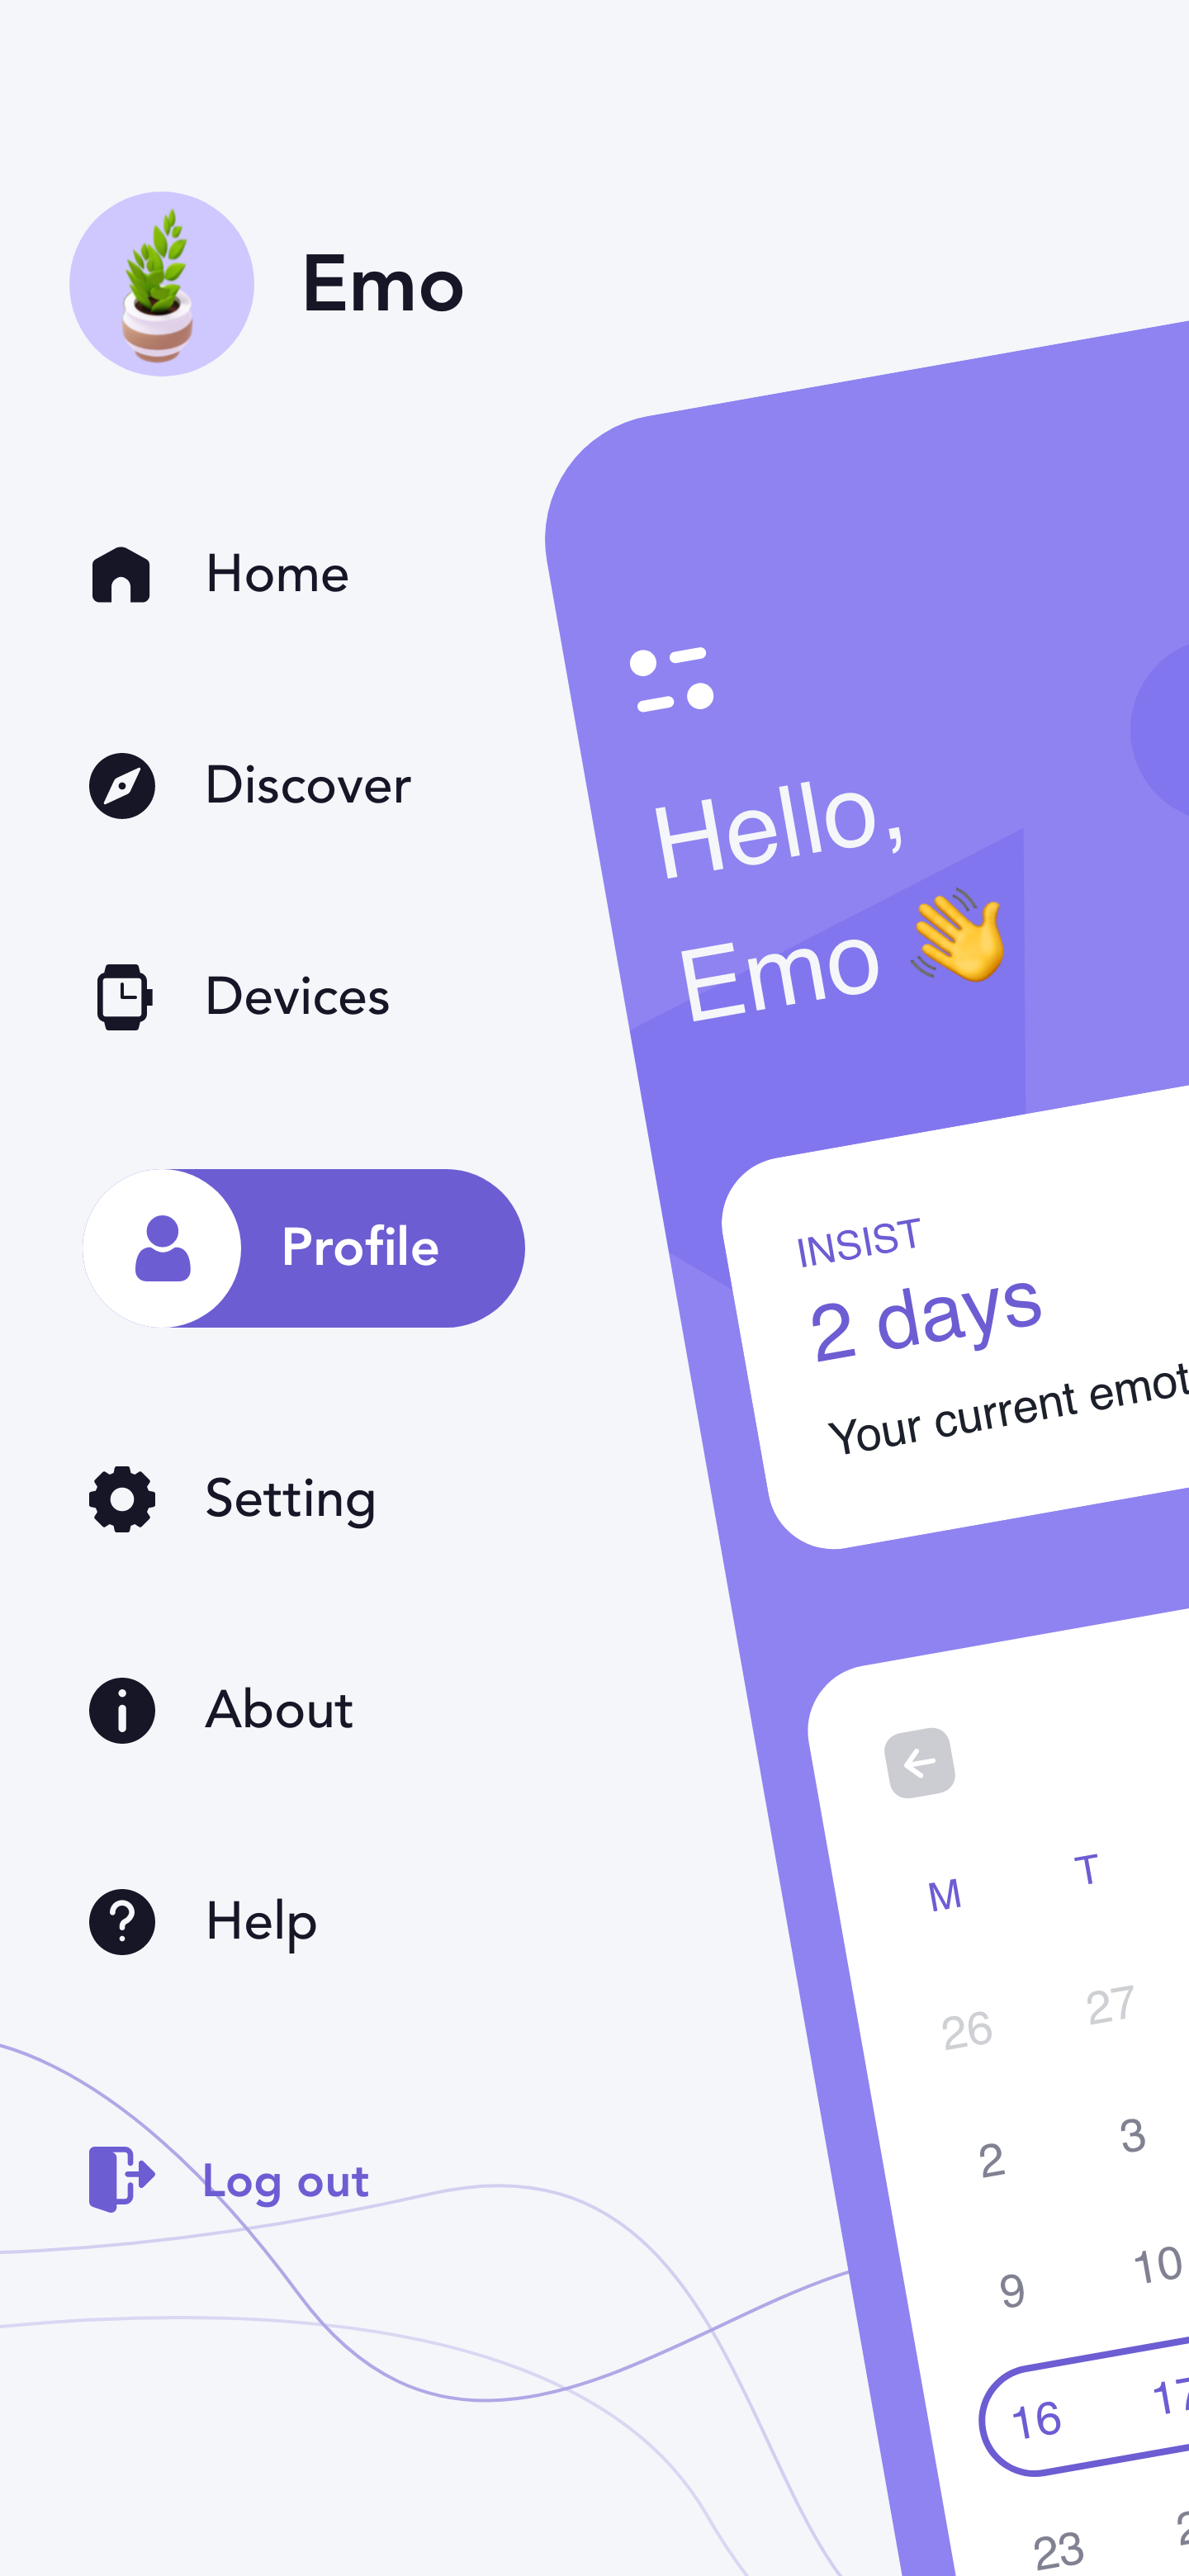 Emo
Home
Discover
Devices
Profile
Setting
About
Help
Log out
Hello,
Emo 👋
INSIST
2 days
Your current
M T
26 27
2 3
9 10
16 17
23